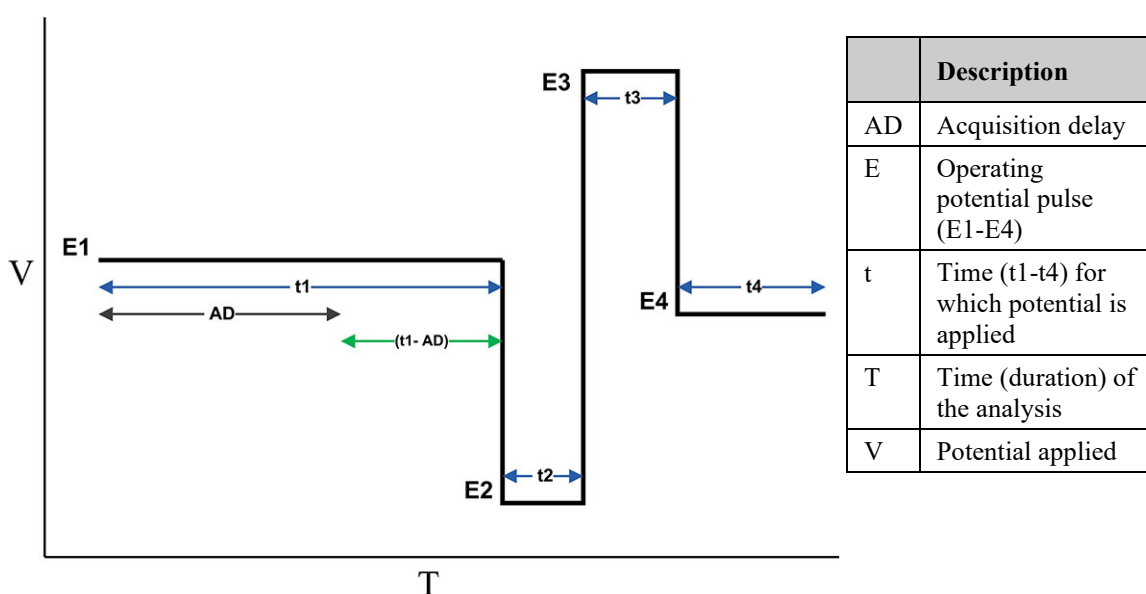 E1
t1
AD
(t1- AD)
E2
t2
E3
t3
E4
t4
V
T
Description
AD Acquisition delay
E Operating
potential pulse
(E1-E4)
t Time (t1-t4) for
which potential is
applied
T Time (duration) of
the analysis
V Potential applied